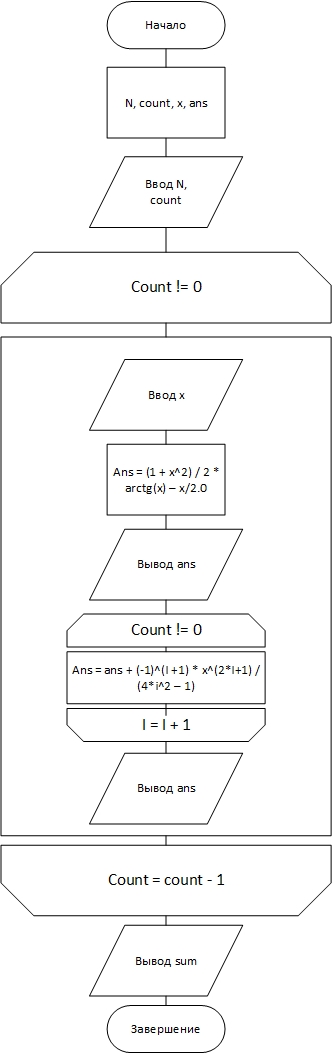 Начало
N, count, x, ans
Ввод N,
count
Count != 0
Ввод x
Ans = (1 + x^2) / 2 *
arctg(x) – x/2.0
Вывод ans
Count != 0
Ans = ans + (-1)^(I +1) * x^(2*I+1) /
(4*i^2 – 1)
I = I + 1
Вывод ans
Count = count - 1
Вывод sum
Завершение